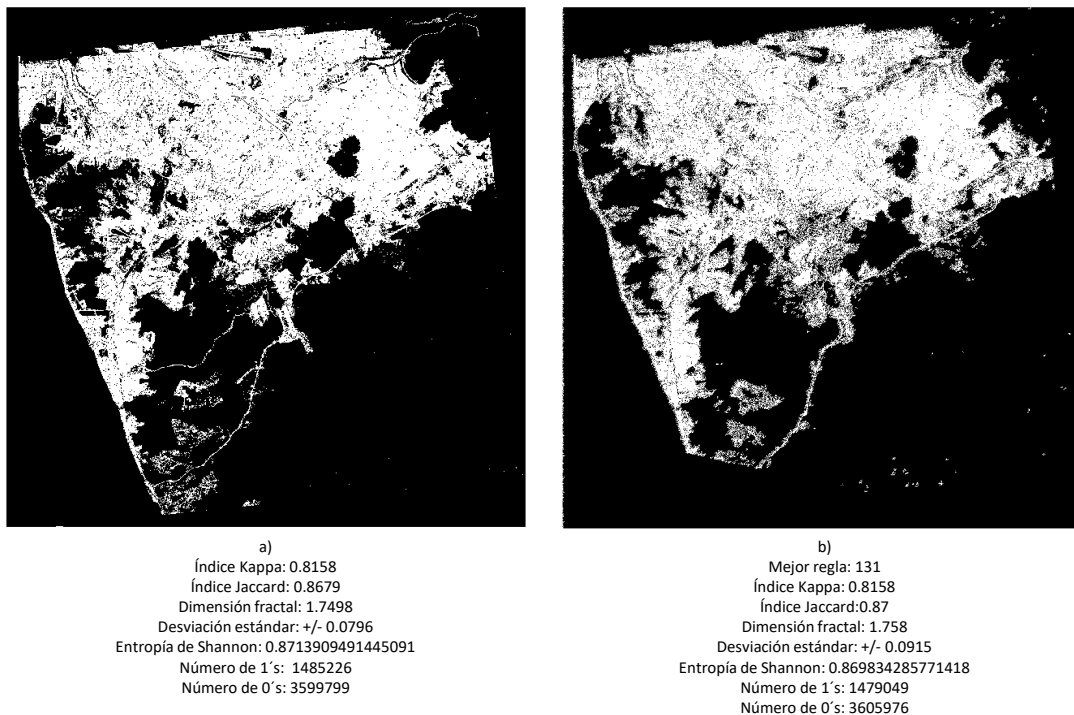 a)
Índice Kappa: 0.8158
Índice Jaccard: 0.8679
Dimensión fractal: 1.7498
Desviación estándar: +/- 0.0796
Entropía de Shannon: 0.8713909491445091
Número de 1´s:  1485226
Número de 0´s: 3599799
b)
Mejor regla: 131
Índice Kappa: 0.8158
Índice Jaccard:0.87
Dimensión fractal: 1.758
Desviación estándar: +/- 0.0915
Entropía de Shannon: 0.869834285771418
Número de 1´s: 1479049
Número de 0´s: 3605976